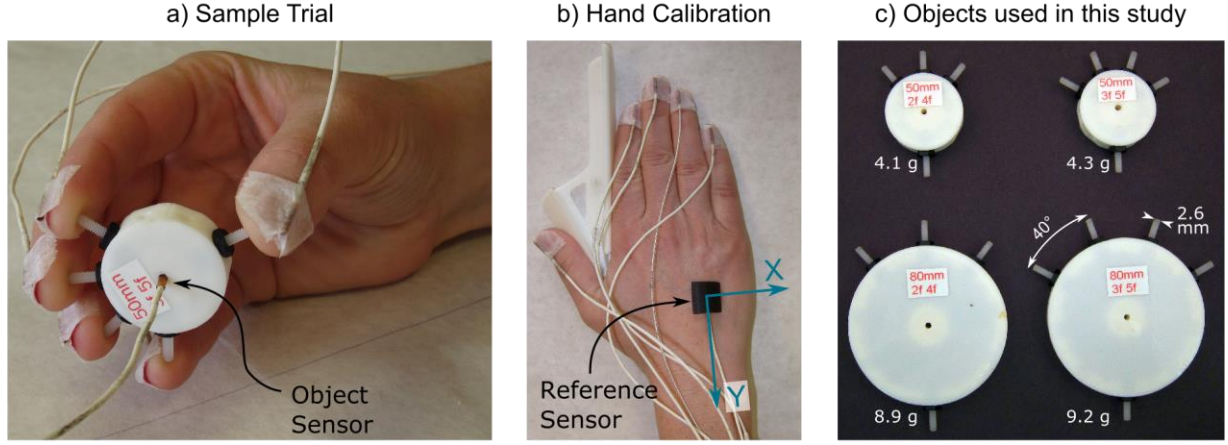 a) Sample Trial
50mm
5f
Object
Sensor
b) Hand Calibration
X
Reference
Sensor
Y
c) Objects used in this study
50mm
2f 4f
4.1 g
50mm
3f 5f
4.3 g
40°
2.6
mm
80mm
2f 4f
8.9 g
80mm
3f 5f
9.2 g